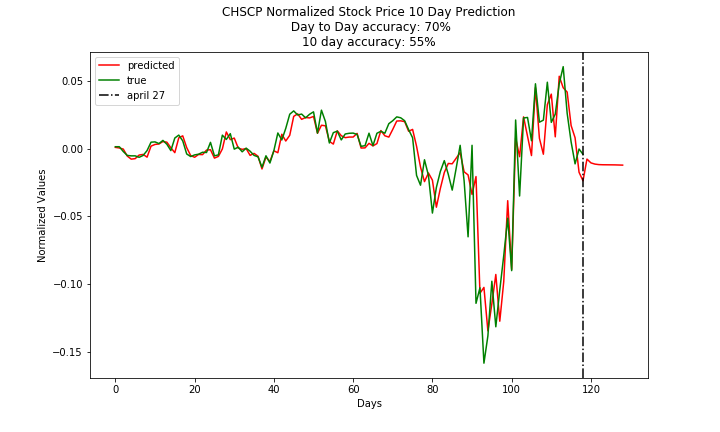 CHSCP Normalized Stock Price 10 Day Prediction
Day to Day accuracy: 70%
10 day accuracy: 55%
predicted
true
april 27
Normalized Values
0.05
0.00
−0.05
−0.10
−0.15
0 20 40 60 80 100 120
Days